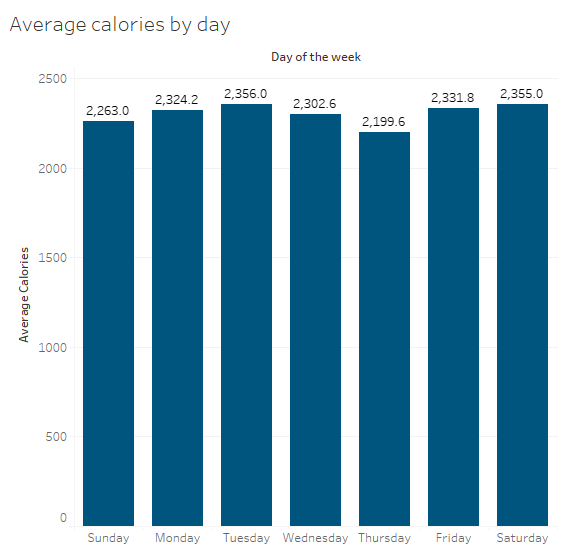 Average calories by day
Day of the week
2500
2,263.0 2,324.2 2,356.0 2,302.6 2,199.6 2,331.8 2,355.0
2000
1500
Average Calories
1000
500
0
Sunday Monday Tuesday Wednesday Thursday Friday Saturday